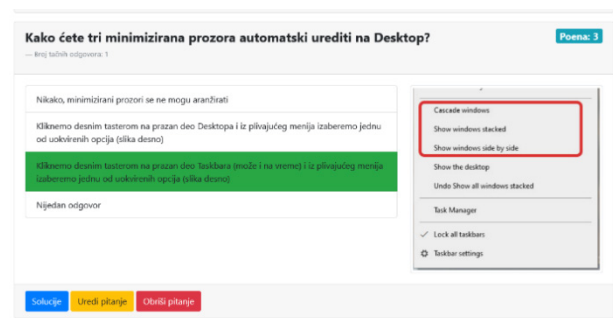 Kako ćete tri minimizirana prozora automatski urediti na Desktop?
Poena: 3
— Broj tačnih odgovora: 1
Nikako, minimizirani prozori se ne mogu aranžirati
Kliknemo desnim tasterom na prazan deo Desktopa i iz plivajućeg menija izaberemo jednu
od uokvirenih opcija (slika desno)
Kliknemo desnim tasterom na prazan deo Taskbara (može i na vreme) i iz plivajućeg menija
izaberemo jednu od uokvirenih opcija (slika desno)
Nijedan odgovor
Cascade windows
Show windows stacked
Show windows side by side
Show the desktop
Undo Show all windows stacked
Task Manager
Lock all taskbars
Taskbar settings
Solucije
Uredi pitanje
Obriši pitanje